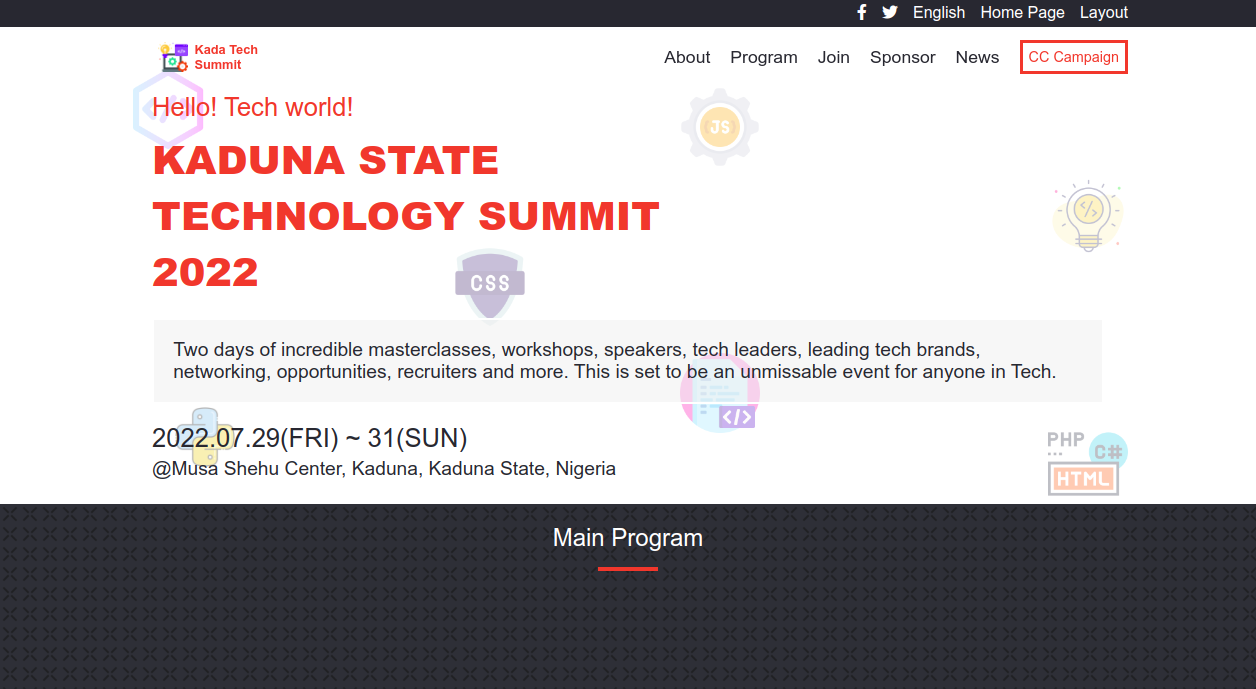 English Home Page Layout
Kada Tech
Summit
About Program Join Sponsor News CC Campaign
Hello! Tech world!
JS
KADUNA STATE
TECHNOLOGY SUMMIT
2022
CSS
Two days of incredible masterclasses, workshops, speakers, tech leaders, leading tech brands,
networking, opportunities, recruiters and more. This is set to be an unmissable event for anyone in Tech.
</>
2022.07.29(FRI) ~ 31(SUN)
@Musa Shehu Center, Kaduna, Kaduna State, Nigeria
PHP
C#
HTML
Main Program